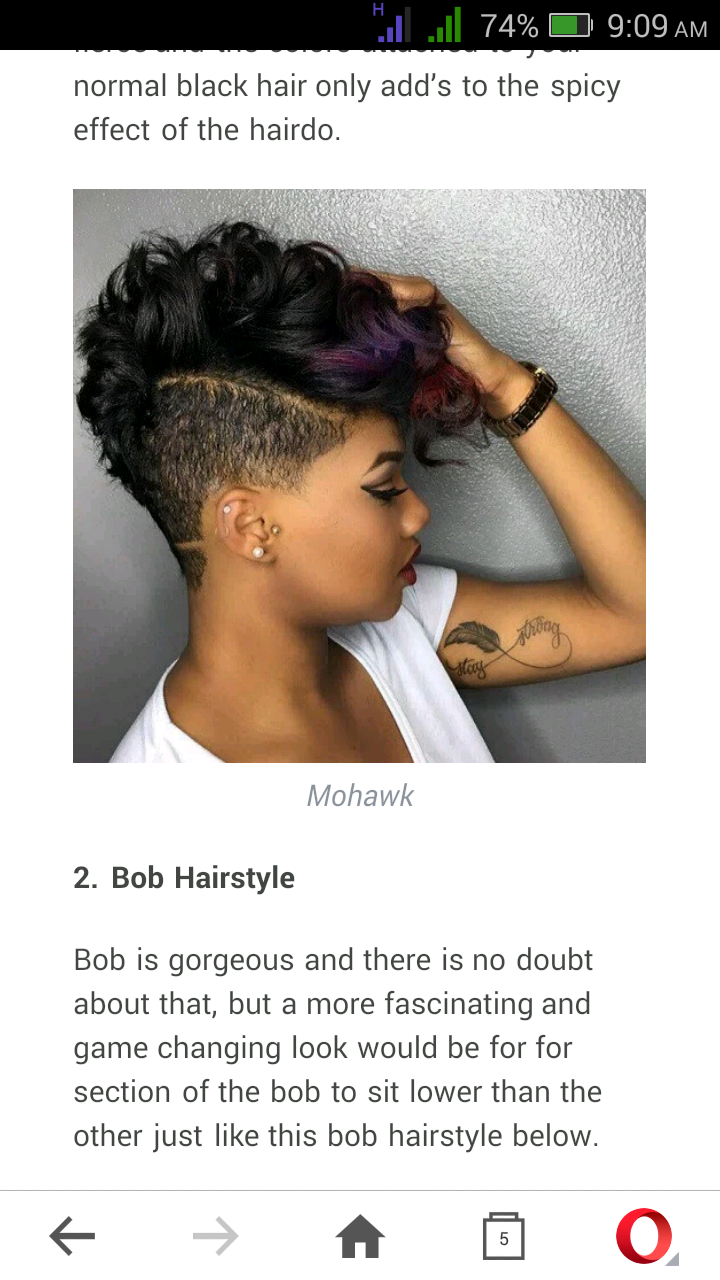 H 74% 9:09 AM
normal black hair only add's to the spicy
effect of the hairdo.
strong
stay
Mohawk
2. Bob Hairstyle
Bob is gorgeous and there is no doubt
about that, but a more fascinating and
game changing look would be for for
section of the bob to sit lower than the
other just like this bob hairstyle below.
5